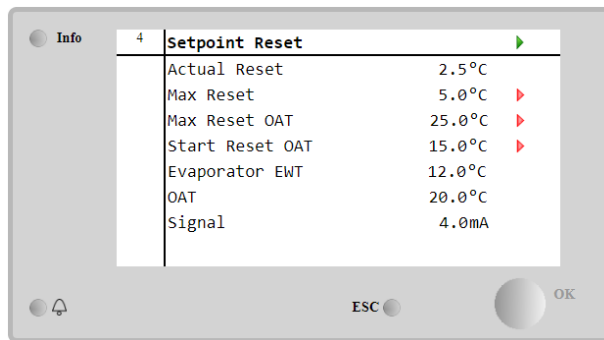 Info
4 Setpoint Reset
Actual Reset 2.5°C
Max Reset 5.0°C
Max Reset OAT 25.0°C
Start Reset OAT 15.0°C
Evaporator EWT 12.0°C
OAT 20.0°C
Signal 4.0mA
ESC
OK